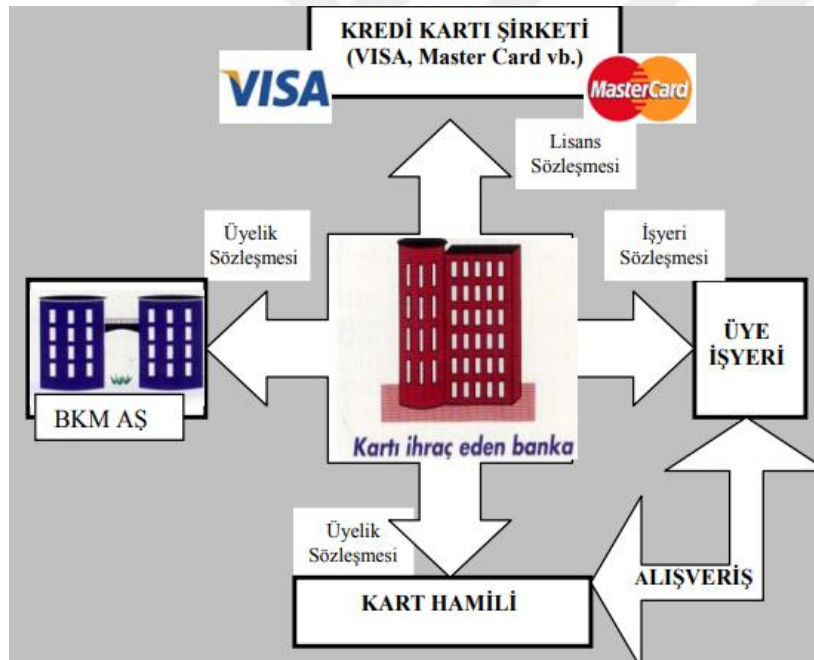 KREDİ KARTI ŞİRKETİ
(VISA, Master Card vb.)
VISA
MasterCard
Lisans
Sözleşmesi
Üyelik
Sözleşmesi
İşyeri
Sözleşmesi
ÜYE
İŞYERİ
BKM AŞ
Kartı ihraç eden banka
Üyelik
Sözleşmesi
ALIŞVERİŞ
KART HAMİLİ